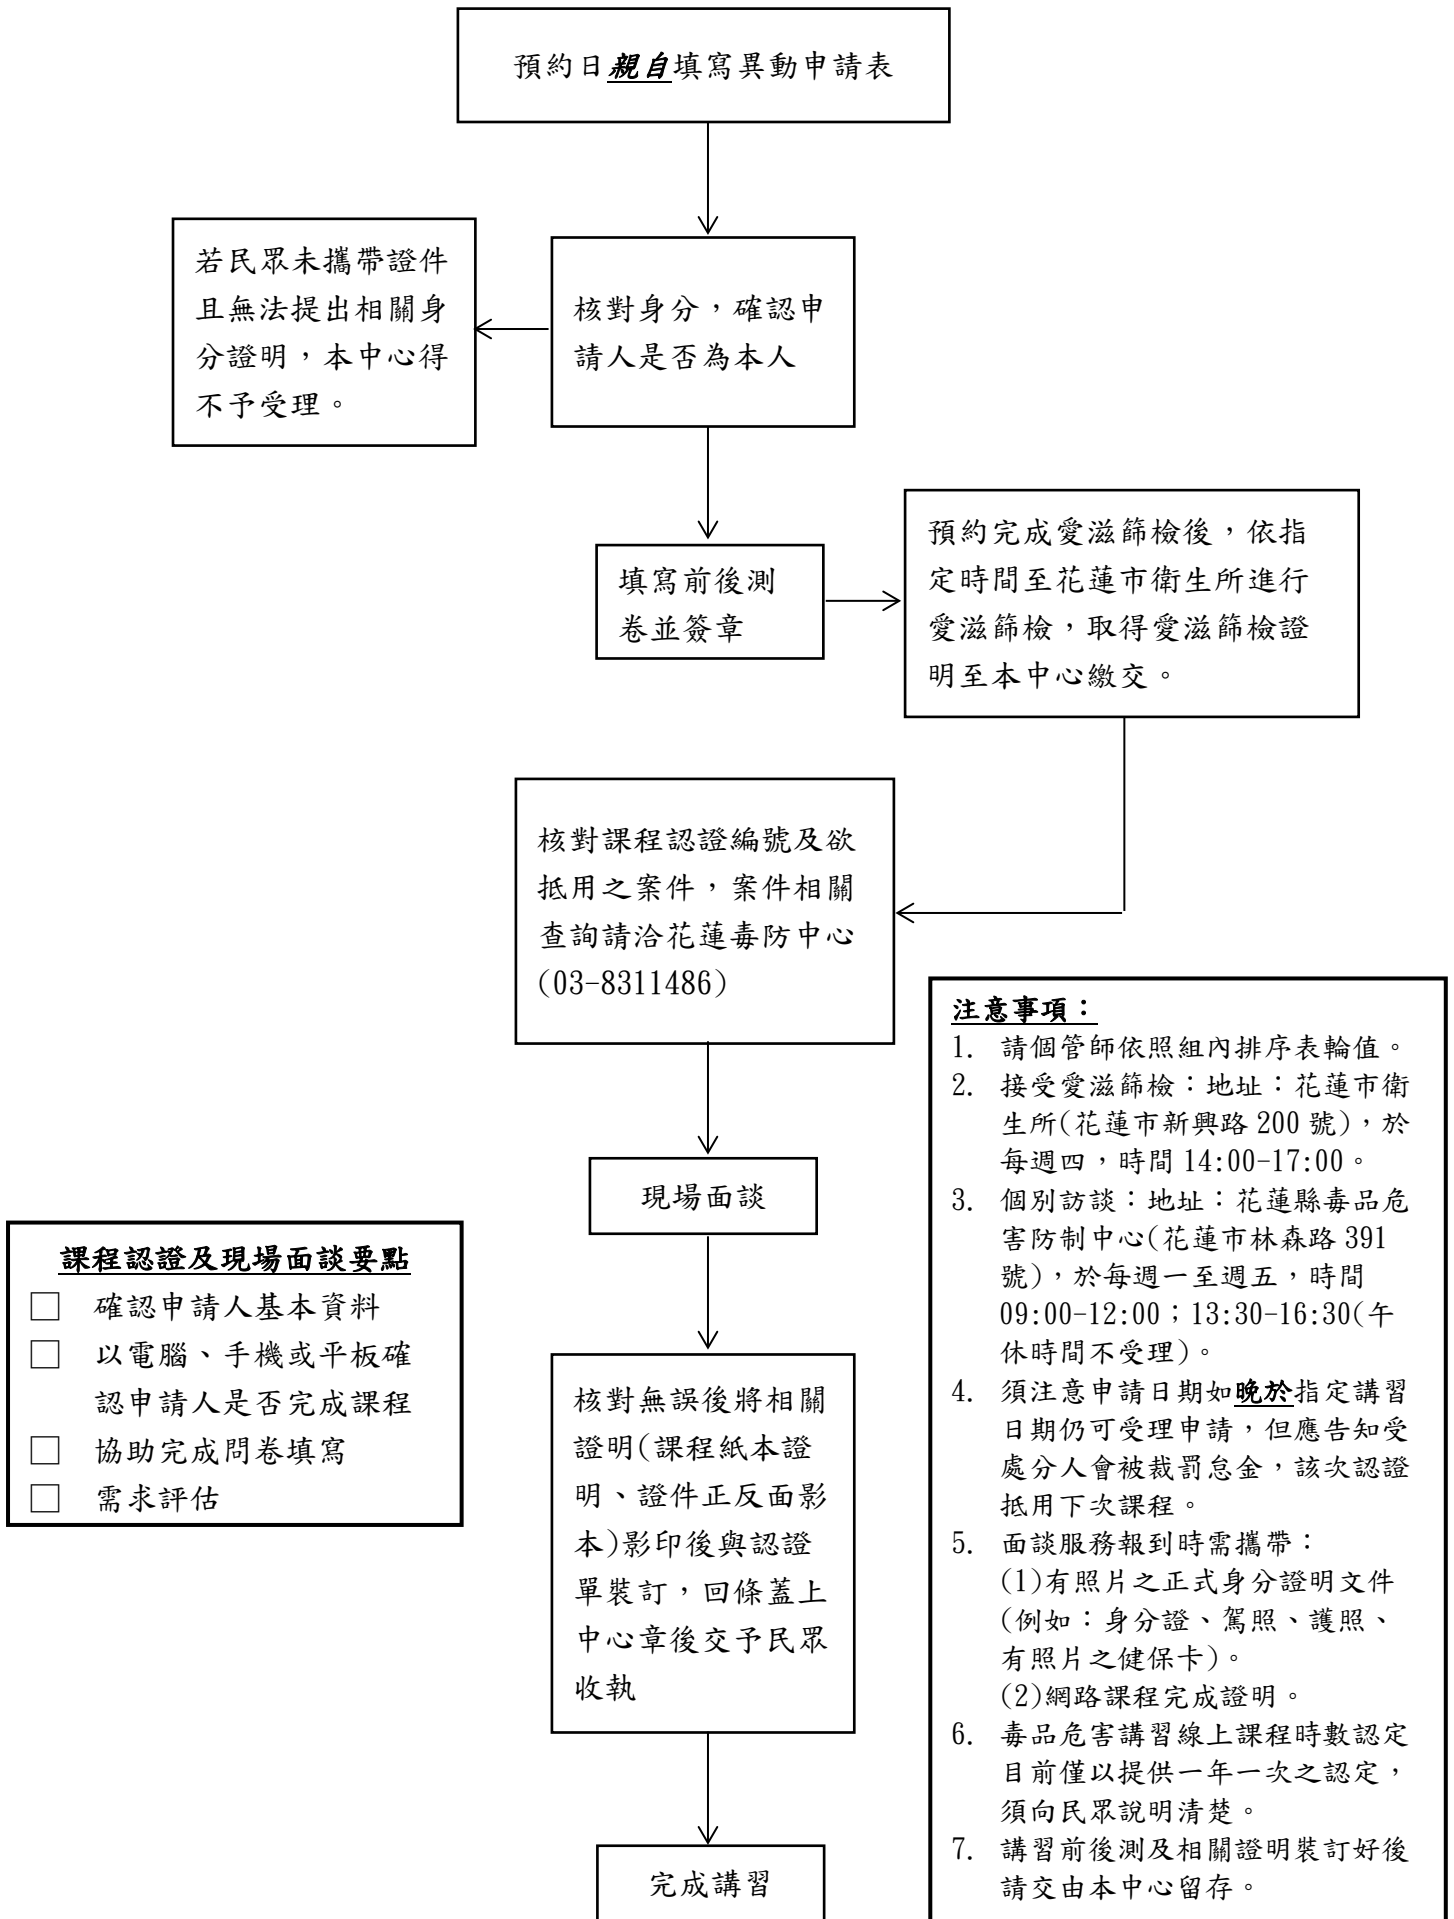 預約日親自填寫異動申請表
若民眾未攜帶證件
且無法提出相關身
分證明，本中心得
不予受理。
核對身分，確認申
請人是否為本人
填寫前後測
卷並簽章
預約完成愛滋篩檢後，依指
定時間至花蓮市衛生所進行
愛滋篩檢，取得愛滋篩檢證
明至本中心繳交。
核對課程認證編號及欲
抵用之案件，案件相關
查詢請洽花蓮毒防中心
(03-8311486)
現場面談
課程認證及現場面談要點
□ 確認申請人基本資料
□ 以電腦、手機或平板確
認申請人是否完成課程
□ 協助完成問卷填寫
□ 需求評估
核對無誤後將相關
證明(課程紙本證
明、證件正反面影
本)影印後與認證
單裝訂，回條蓋上
中心章後交予民眾
收執
完成講習
注意事項：
1. 請個管師依照組內排序表輪值。
2. 接受愛滋篩檢：地址：花蓮市衛
生所(花蓮市新興路 200 號)，於
每週四，時間 14:00-17:00。
3. 個別訪談：地址：花蓮縣毒品危
害防制中心(花蓮市林森路 391
號)，於每週一至週五，時間
09:00-12:00；13:30-16:30(午
休時間不受理)。
4. 須注意申請日期如晚於指定講習
日期仍可受理申請，但應告知受
處分人會被裁罰怠金，該次認證
抵用下次課程。
5. 面談服務報到時需攜帶：
(1)有照片之正式身分證明文件
(例如：身分證、駕照、護照、
有照片之健保卡)。
(2)網路課程完成證明。
6. 毒品危害講習線上課程時數認定
目前僅以提供一年一次之認定，
須向民眾說明清楚。
7. 講習前後測及相關證明裝訂好後
請交由本中心留存。